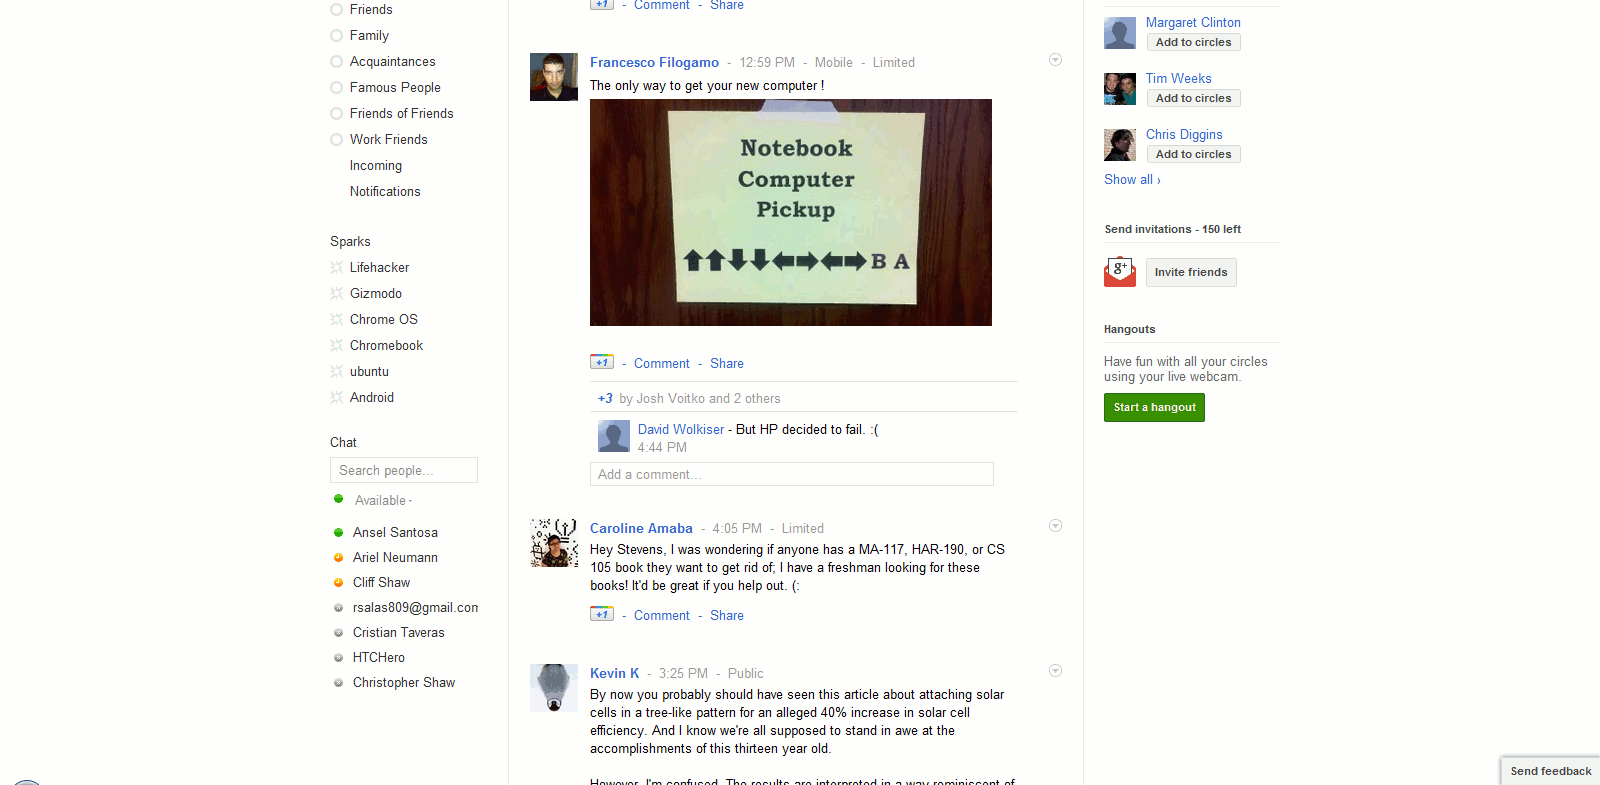 Friends
Family
Acquaintances
Famous People
Friends of Friends
Work Friends
Incoming
Notifications
Sparks
Lifehacker
Gizmodo
Chrome OS
Chromebook
ubuntu
Android
Chat
Search people...
Available -
Ansel Santosa
Ariel Neumann
Cliff Shaw
rsalas809@gmail.con
Cristian Taveras
HTCHero
Christopher Shaw
+1 - Comment - Share
Francesco Filogamo - 12:59 PM - Mobile - Limited
The only way to get your new computer !
Notebook
Computer
Pickup
⬆⬆⬇⬇⬅➡⬅➡ B A
+1 - Comment - Share
+3 by Josh Voitko and 2 others
David Wolkiser - But HP decided to fail. :(
4:44 PM
Add a comment...
Caroline Amaba - 4:05 PM - Limited
Hey Stevens, I was wondering if anyone has a MA-117, HAR-190, or CS
105 book they want to get rid of; I have a freshman looking for these
books! It'd be great if you help out. (:
+1 - Comment - Share
Kevin K - 3:25 PM - Public
By now you probably should have seen this article about attaching solar
cells in a tree-like pattern for an alleged 40% increase in solar cell
efficiency. And I know we're all supposed to stand in awe at the
accomplishments of this thirteen year old.
However, I'm confused. The results are interpreted in a way reminiscent of
Margaret Clinton
Add to circles
Tim Weeks
Add to circles
Chris Diggins
Add to circles
Show all ›
Send invitations - 150 left
g+
Invite friends
Hangouts
Have fun with all your circles
using your live webcam.
Start a hangout
Send feedback